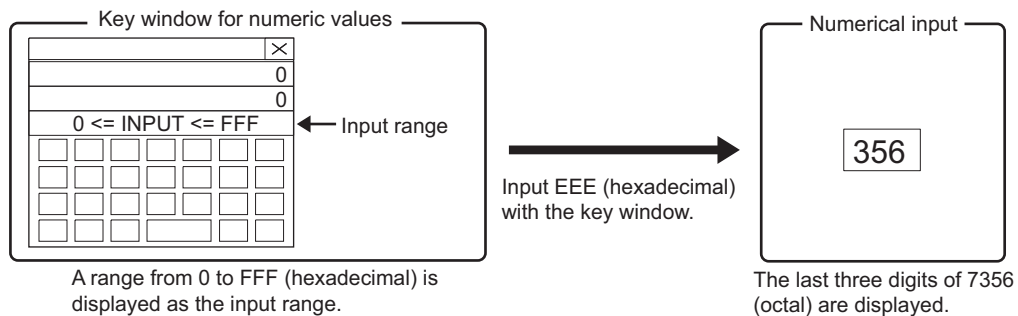 Key window for numeric values
0
0
0 <= INPUT <= FFF
Input range
A range from 0 to FFF (hexadecimal) is
displayed as the input range.
Input EEE (hexadecimal)
with the key window.
Numerical input
356
The last three digits of 7356
(octal) are displayed.